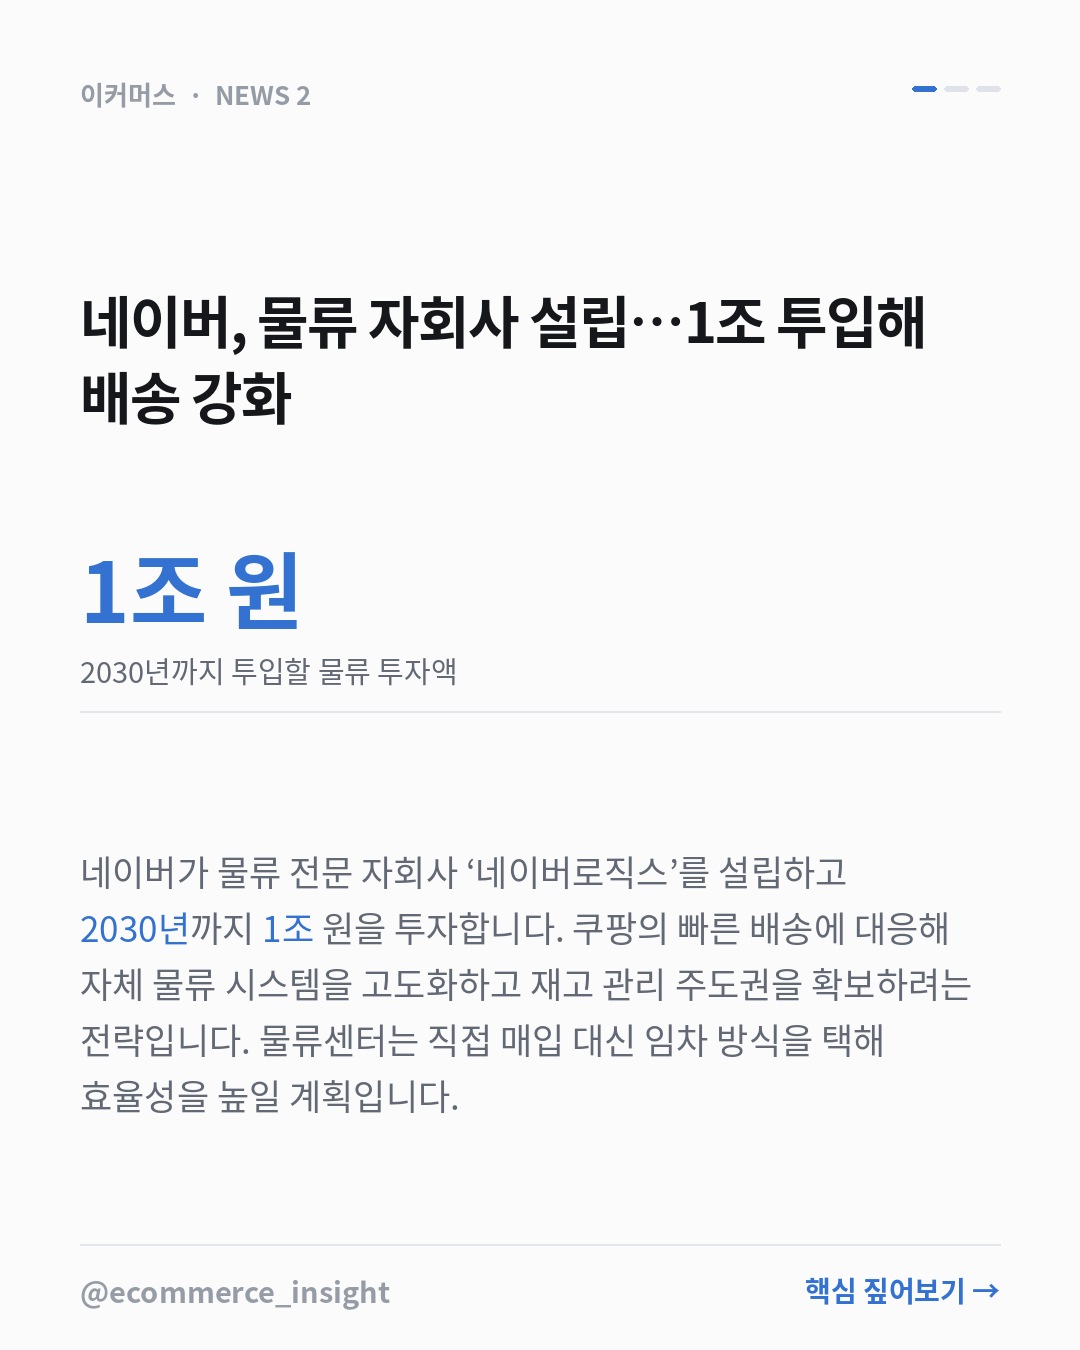 이커머스 · NEWS 2
네이버, 물류 자회사 설립…1조 투입해
배송 강화
1조 원
2030년까지 투입할 물류 투자액
네이버가 물류 전문 자회사 ‘네이버로직스’를 설립하고
2030년까지 1조 원을 투자합니다. 쿠팡의 빠른 배송에 대응해
자체 물류 시스템을 고도화하고 재고 관리 주도권을 확보하려는
전략입니다. 물류센터는 직접 매입 대신 임차 방식을 택해
효율성을 높일 계획입니다.
@ecommerce_insight
핵심 짚어보기 →